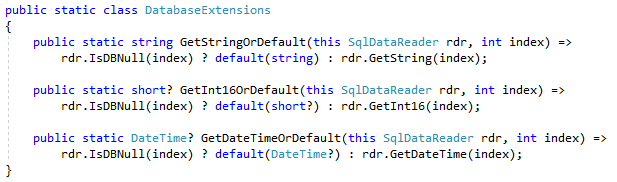 public static class DatabaseExtensions
{
    public static string GetStringOrDefault(this SqlDataReader rdr, int index) =>
        rdr.IsDBNull(index) ? default(string) : rdr.GetString(index);

    public static short? GetInt16OrDefault(this SqlDataReader rdr, int index) =>
        rdr.IsDBNull(index) ? default(short?) : rdr.GetInt16(index);

    public static DateTime? GetDateTimeOrDefault(this SqlDataReader rdr, int index) =>
        rdr.IsDBNull(index) ? default(DateTime?) : rdr.GetDateTime(index);
}